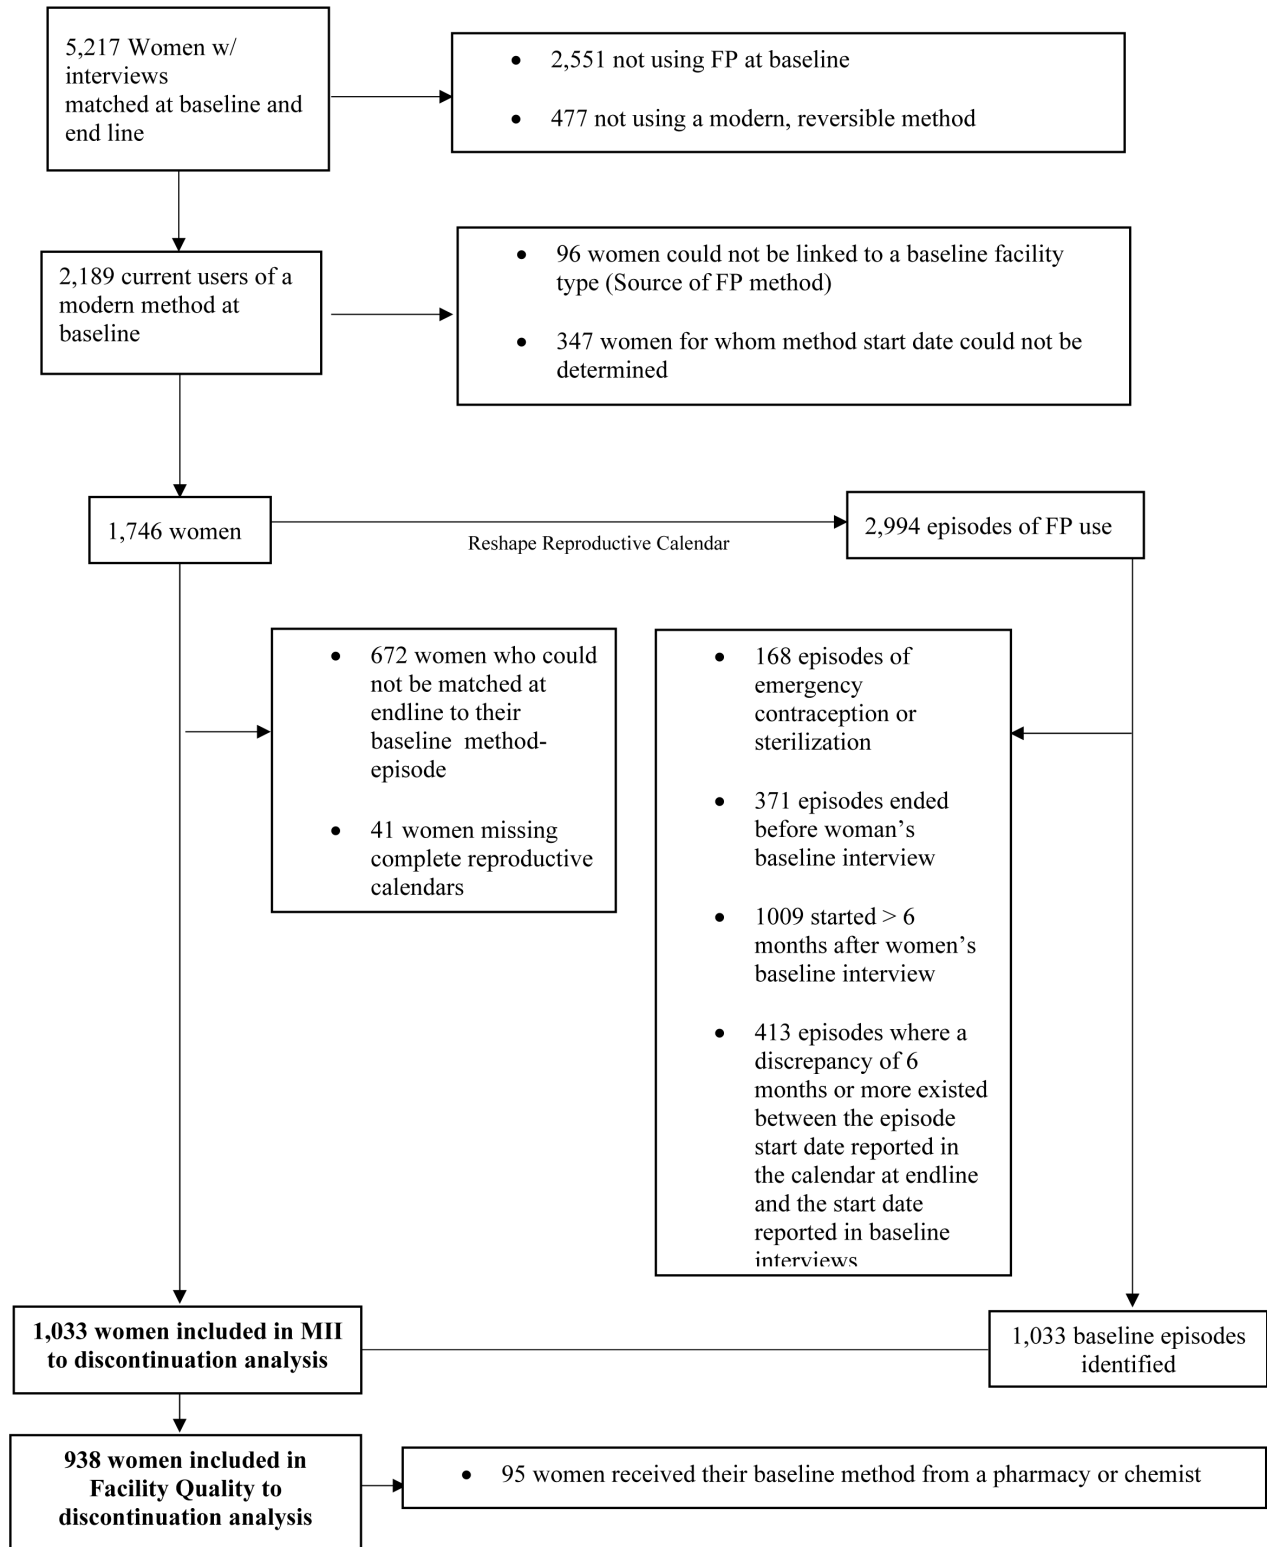 5,217 Women w/
interviews
matched at baseline and
end line
• 2,551 not using FP at baseline
• 477 not using a modern, reversible method
2,189 current users of a
modern method at
baseline
• 96 women could not be linked to a baseline facility
type (Source of FP method)
• 347 women for whom method start date could not be
determined
1,746 women
Reshape Reproductive Calendar
2,994 episodes of FP use
• 672 women who could
not be matched at
endline to their
baseline method-
episode
• 41 women missing
complete reproductive
calendars
• 168 episodes of
emergency
contraception or
sterilization
• 371 episodes ended
before woman’s
baseline interview
• 1009 started > 6
months after women’s
baseline interview
• 413 episodes where a
discrepancy of 6
months or more existed
between the episode
start date reported in
the calendar at endline
and the start date
reported in baseline
interviews
1,033 women included in MII
to discontinuation analysis
1,033 baseline episodes
identified
938 women included in
Facility Quality to
discontinuation analysis
• 95 women received their baseline method from a pharmacy or chemist